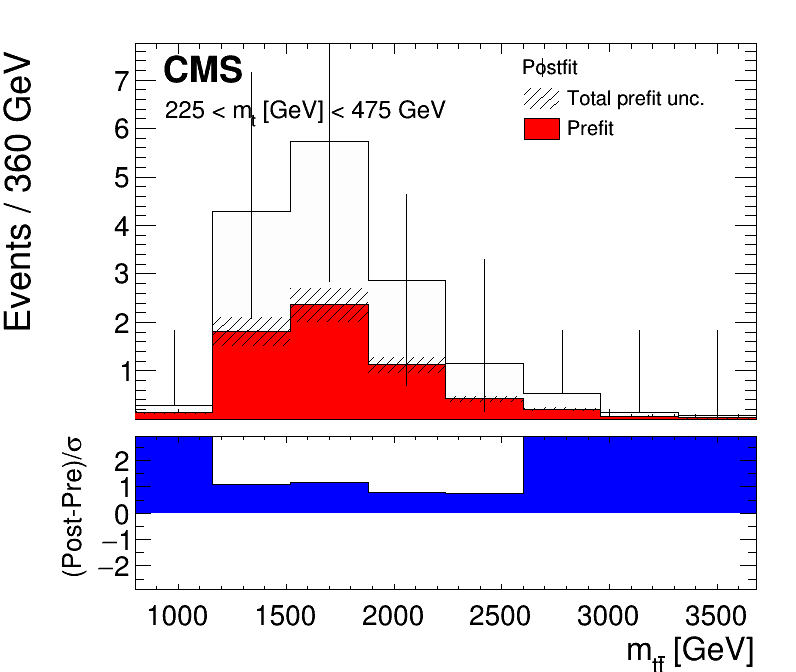 CMS
225 < m_t [GeV] < 475 GeV
Postfit
Total prefit unc.
Prefit
Events / 360 GeV
7
6
5
4
3
2
1
(Post-Pre)/σ
2
1
0
−1
−2
1000 1500 2000 2500 3000 3500
m_tt̄ [GeV]